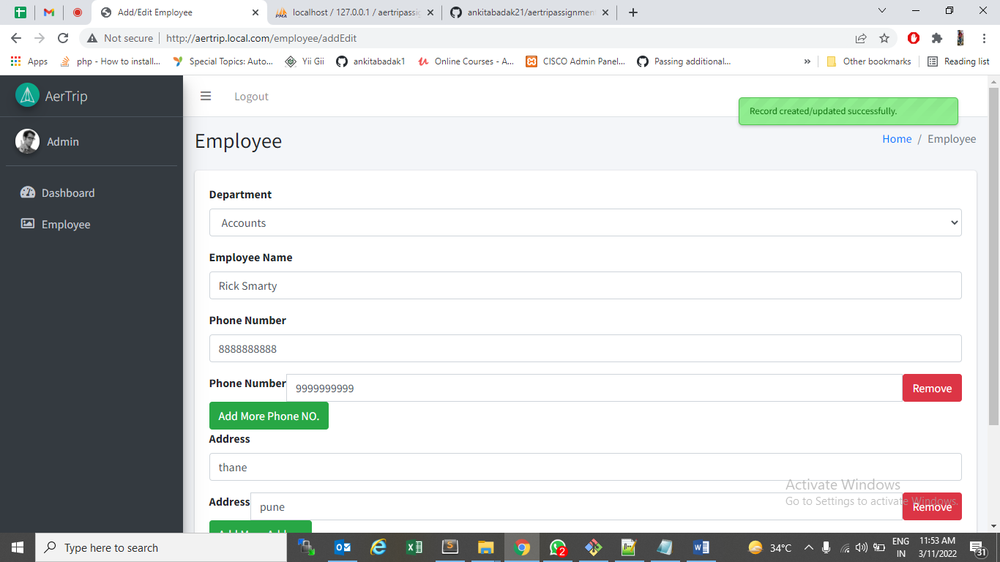 Add/Edit Employee
localhost / 127.0.0.1 / aertripassig
ankitabadak21/aertripassignmen
Not secure
http://aertrip.local.com/employee/addEdit
Apps
php - How to install...
Special Topics: Auto...
Yii Gii
ankitabadak1
Online Courses - A...
CISCO Admin Panel...
Passing additional...
»
Other bookmarks
Reading list
AerTrip
Logout
Record created/updated successfully.
Admin
Employee
Home / Employee
Dashboard
Employee
Department
Accounts
Employee Name
Rick Smarty
Phone Number
8888888888
Phone Number
9999999999
Remove
Add More Phone NO.
Address
thane
Activate Windows
Go to Settings to activate Windows.
Address
pune
Remove
Type here to search
2
34°C
ENG
IN
11:53 AM
3/11/2022
31